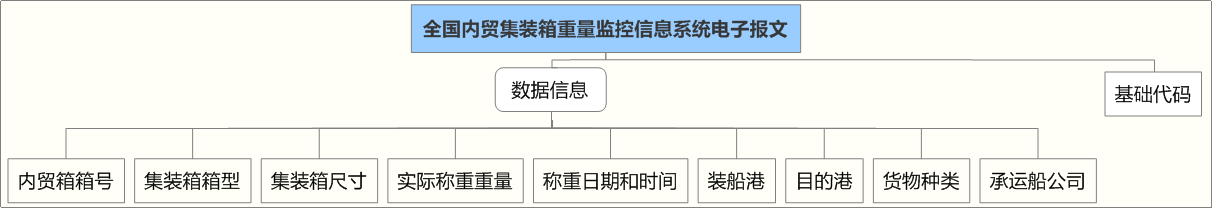 全国内贸集装箱重量监控信息系统电子报文
数据信息
基础代码
内贸箱箱号
集装箱箱型
集装箱尺寸
实际称重重量
称重日期和时间
装船港
目的港
货物种类
承运船公司